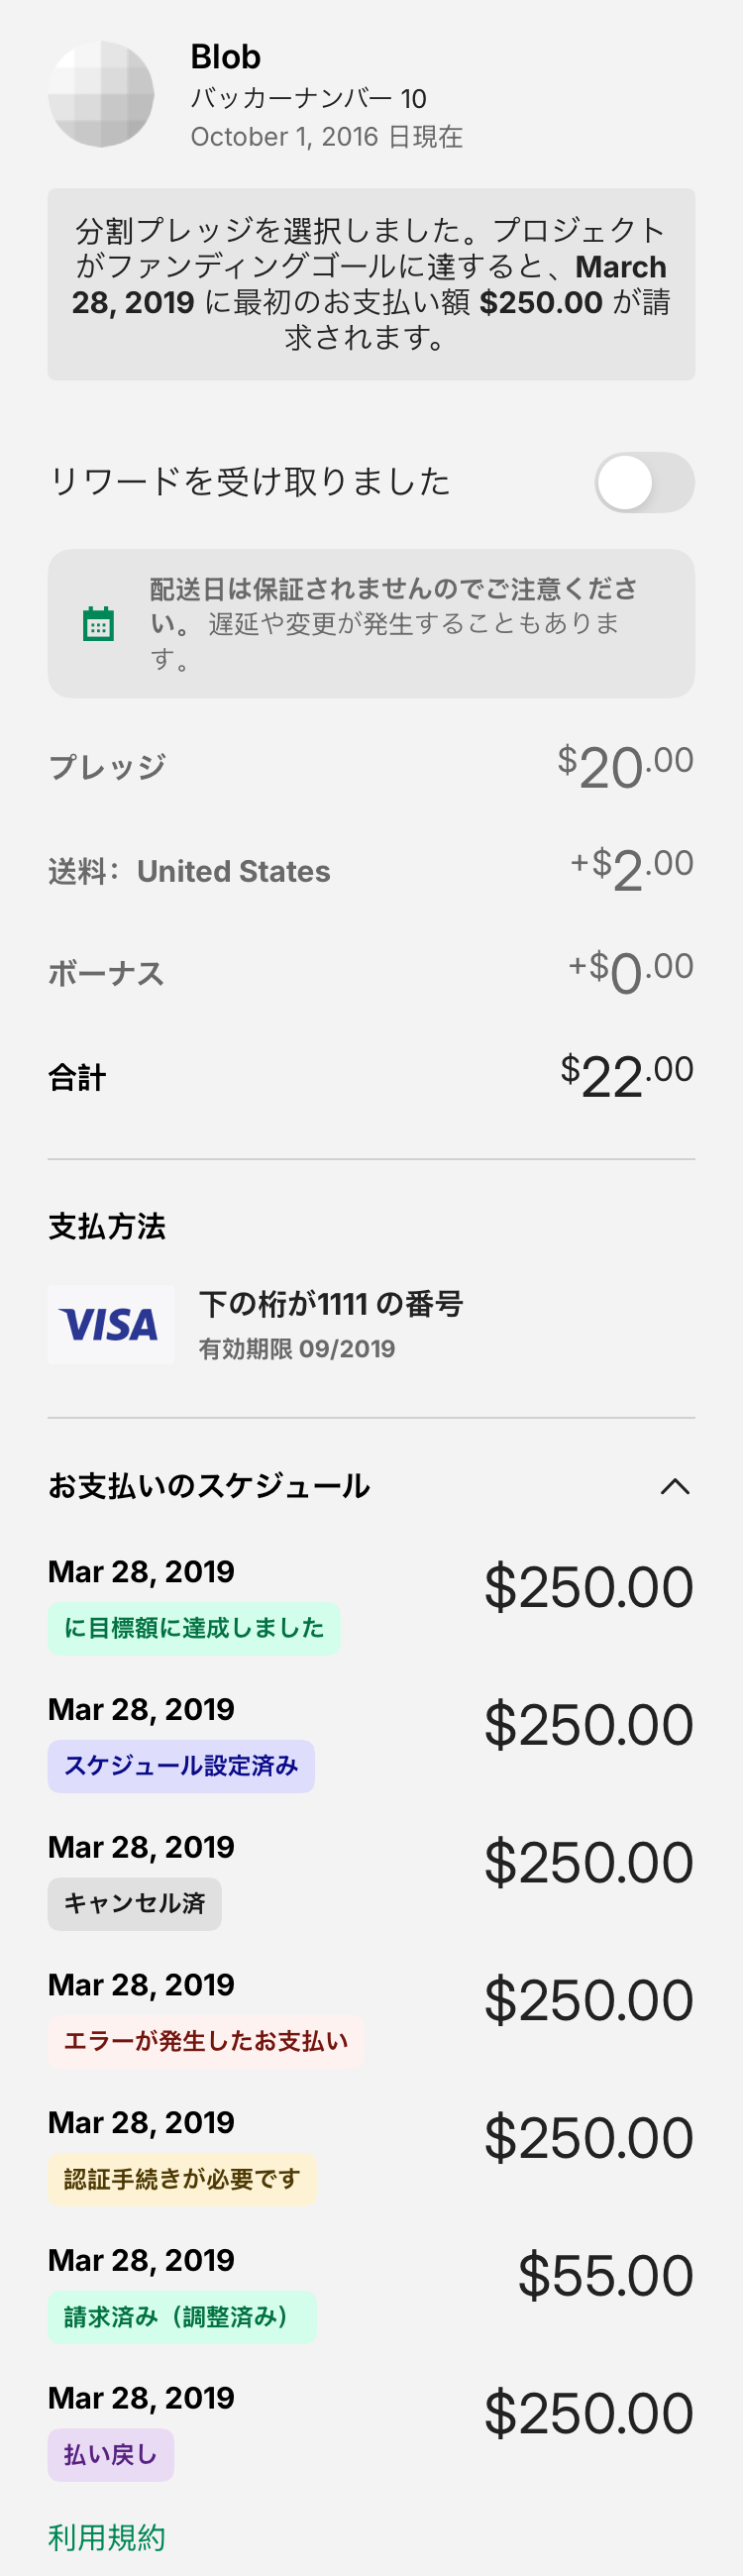 Blob
バッカーナンバー 10
October 1, 2016 日現在
分割プレッジを選択しました。プロジェクト
がファンディングゴールに達すると、March
28, 2019 に最初のお支払い額 $250.00 が請
求されます。
リワードを受け取りました
配送日は保証されませんのでご注意くださ
い。 遅延や変更が発生することもありま
す。
プレッジ $20.00
送料： United States +$2.00
ボーナス +$0.00
合計 $22.00
支払方法
VISA
下の桁が1111 の番号
有効期限 09/2019
お支払いのスケジュール
Mar 28, 2019 $250.00
に目標額に達成しました
Mar 28, 2019 $250.00
スケジュール設定済み
Mar 28, 2019 $250.00
キャンセル済
Mar 28, 2019 $250.00
エラーが発生したお支払い
Mar 28, 2019 $250.00
認証手続きが必要です
Mar 28, 2019 $55.00
請求済み（調整済み）
Mar 28, 2019 $250.00
払い戻し
利用規約